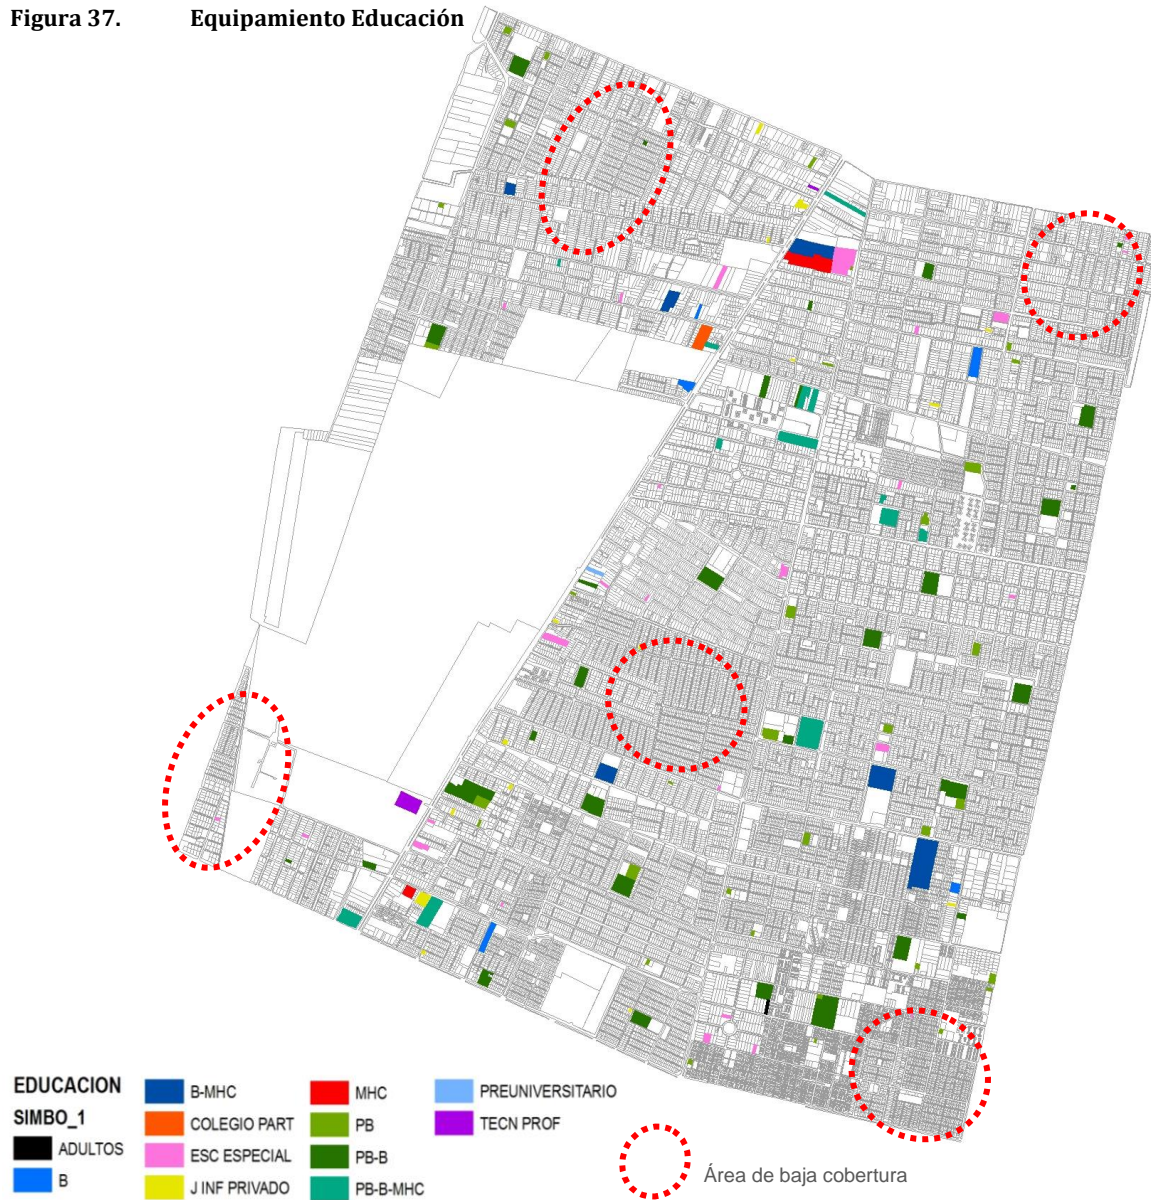 Figura 37. Equipamiento Educación
EDUCACION
SIMBO_1
ADULTOS
B
B-MHC
COLEGIO PART
ESC ESPECIAL
J INF PRIVADO
MHC
PB
PB-B
PB-B-MHC
PREUNIVERSITARIO
TECN PROF
Área de baja cobertura